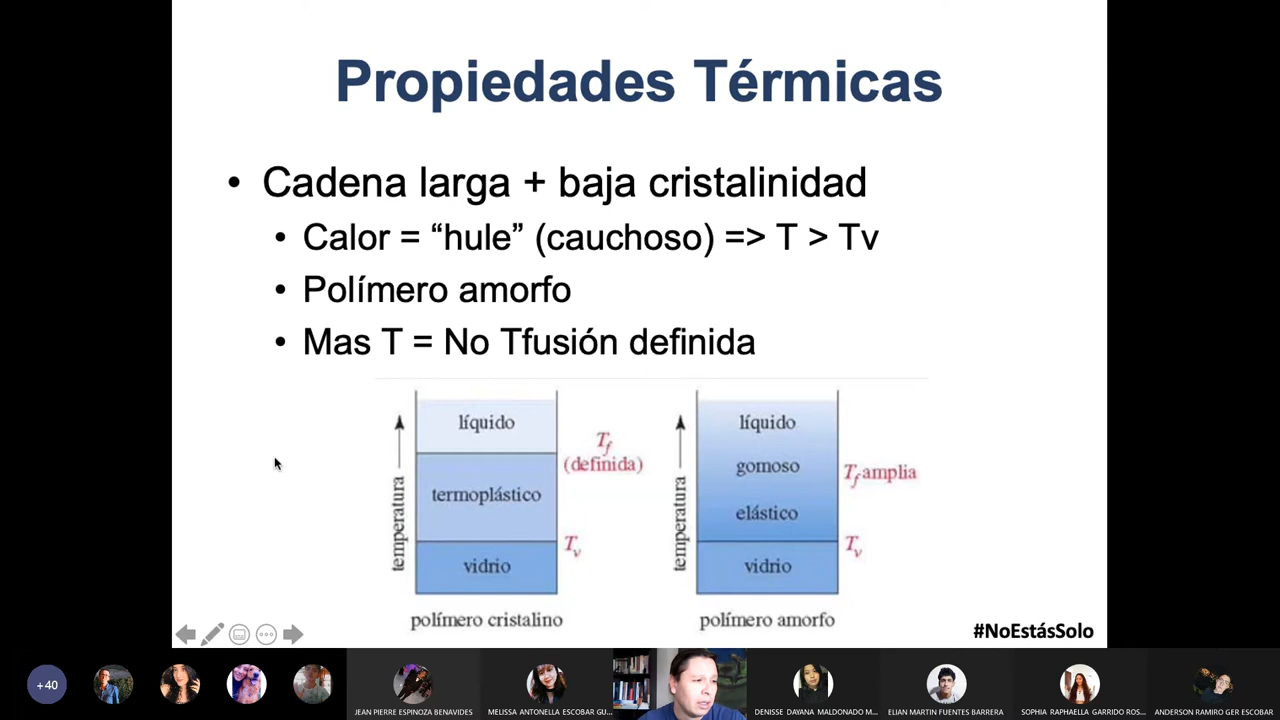 Propiedades Térmicas
• Cadena larga + baja cristalinidad
• Calor = “hule” (cauchoso) => T > Tv
• Polímero amorfo
• Mas T = No Tfusión definida
líquido
termoplástico
vidrio
temperatura
Tf
(definida)
Tv
polímero cristalino
líquido
gomoso
elástico
vidrio
temperatura
Tf amplia
Tv
polímero amorfo
#NoEstásSolo
+40
JEAN PIERRE ESPINOZA BENAVIDES
MELISSA ANTONELLA ESCOBAR GU...
DENISSE DAYANA MALDONADO M...
ELIAN MARTIN FUENTES BARRERA
SOPHIA RAPHAELLA GARRIDO ROS...
ANDERSON RAMIRO GER ESCOBAR